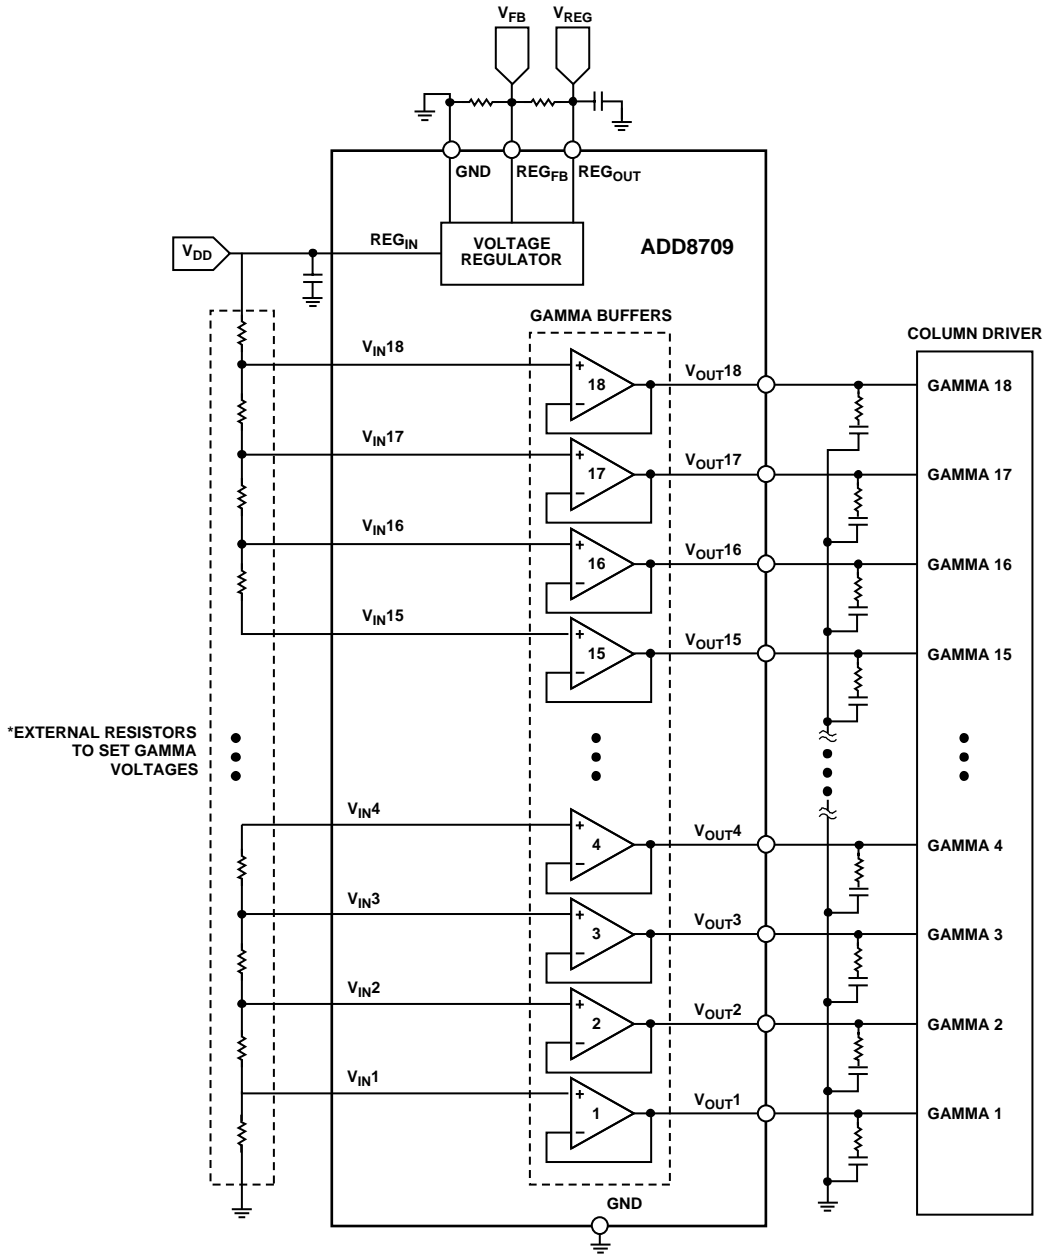 VFB VREG
GND REGFB REGOUT
VDD
REGIN
VOLTAGE
REGULATOR
ADD8709
GAMMA BUFFERS
COLUMN DRIVER
VIN18
+
18
−
VOUT18
GAMMA 18
VIN17
+
17
−
VOUT17
GAMMA 17
VIN16
+
16
−
VOUT16
GAMMA 16
VIN15
+
15
−
VOUT15
GAMMA 15
*EXTERNAL RESISTORS
TO SET GAMMA
VOLTAGES
VIN4
+
4
−
VOUT4
GAMMA 4
VIN3
+
3
−
VOUT3
GAMMA 3
VIN2
+
2
−
VOUT2
GAMMA 2
VIN1
+
1
−
VOUT1
GAMMA 1
GND